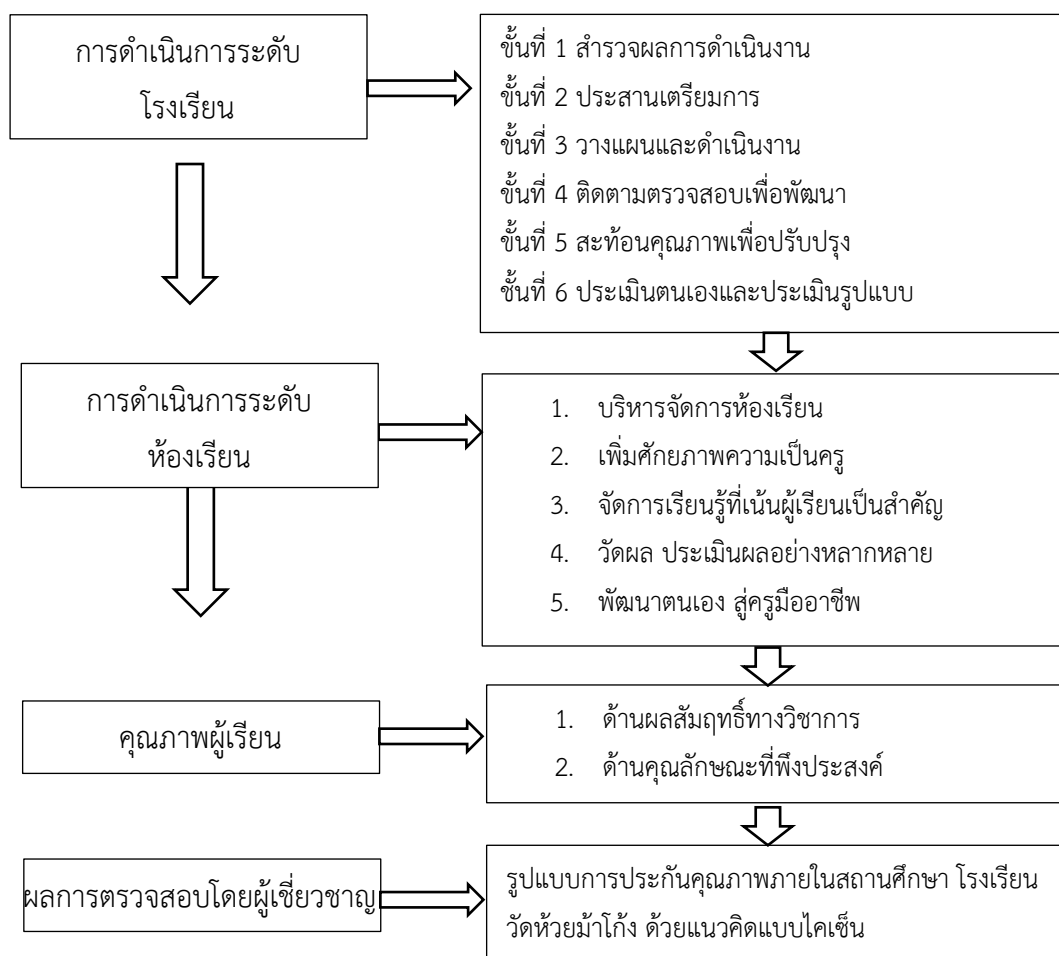 การดำเนินการระดับ
โรงเรียน
ขั้นที่ 1 สำรวจผลการดำเนินงาน
ขั้นที่ 2 ประสานเตรียมการ
ขั้นที่ 3 วางแผนและดำเนินงาน
ขั้นที่ 4 ติดตามตรวจสอบเพื่อพัฒนา
ขั้นที่ 5 สะท้อนคุณภาพเพื่อปรับปรุง
ชั้นที่ 6 ประเมินตนเองและประเมินรูปแบบ
การดำเนินการระดับ
ห้องเรียน
1. บริหารจัดการห้องเรียน
2. เพิ่มศักยภาพความเป็นครู
3. จัดการเรียนรู้ที่เน้นผู้เรียนเป็นสำคัญ
4. วัดผล ประเมินผลอย่างหลากหลาย
5. พัฒนาตนเอง สู่ครูมืออาชีพ
คุณภาพผู้เรียน
1. ด้านผลสัมฤทธิ์ทางวิชาการ
2. ด้านคุณลักษณะที่พึงประสงค์
ผลการตรวจสอบโดยผู้เชี่ยวชาญ
รูปแบบการประกันคุณภาพภายในสถานศึกษา โรงเรียน
วัดห้วยม้าโก้ง ด้วยแนวคิดแบบไคเซ็น